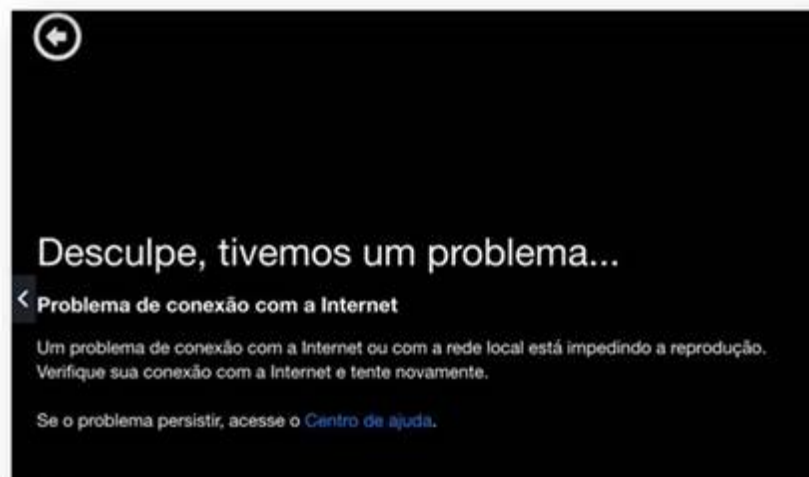 Desculpe, tivemos um problema...
Problema de conexão com a Internet
Um problema de conexão com a Internet ou com a rede local está impedindo a reprodução.
Verifique sua conexão com a Internet e tente novamente.
Se o problema persistir, acesse o Centro de ajuda.